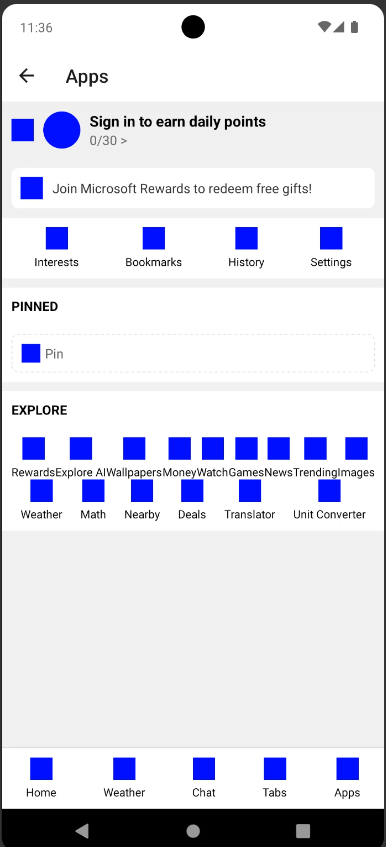 11:36
Apps
Sign in to earn daily points
0/30 >
Join Microsoft Rewards to redeem free gifts!
Interests Bookmarks History Settings
PINNED
Pin
EXPLORE
Rewards Explore AI Wallpapers Money Watch Games News Trending Images
Weather Math Nearby Deals Translator Unit Converter
Home Weather Chat Tabs Apps